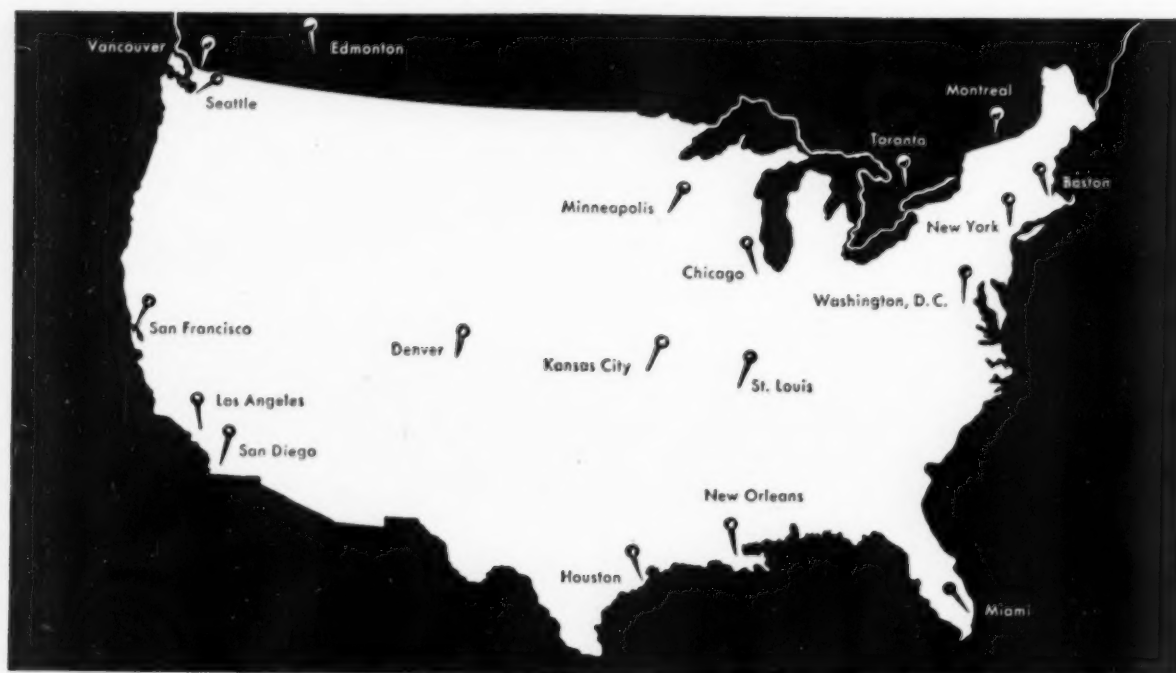 Vancouver
Edmonton
Seattle
Montreal
Toronto
Boston
Minneapolis
New York
Chicago
Washington, D.C.
San Francisco
Denver
Kansas City
St. Louis
Los Angeles
San Diego
New Orleans
Houston
Miami